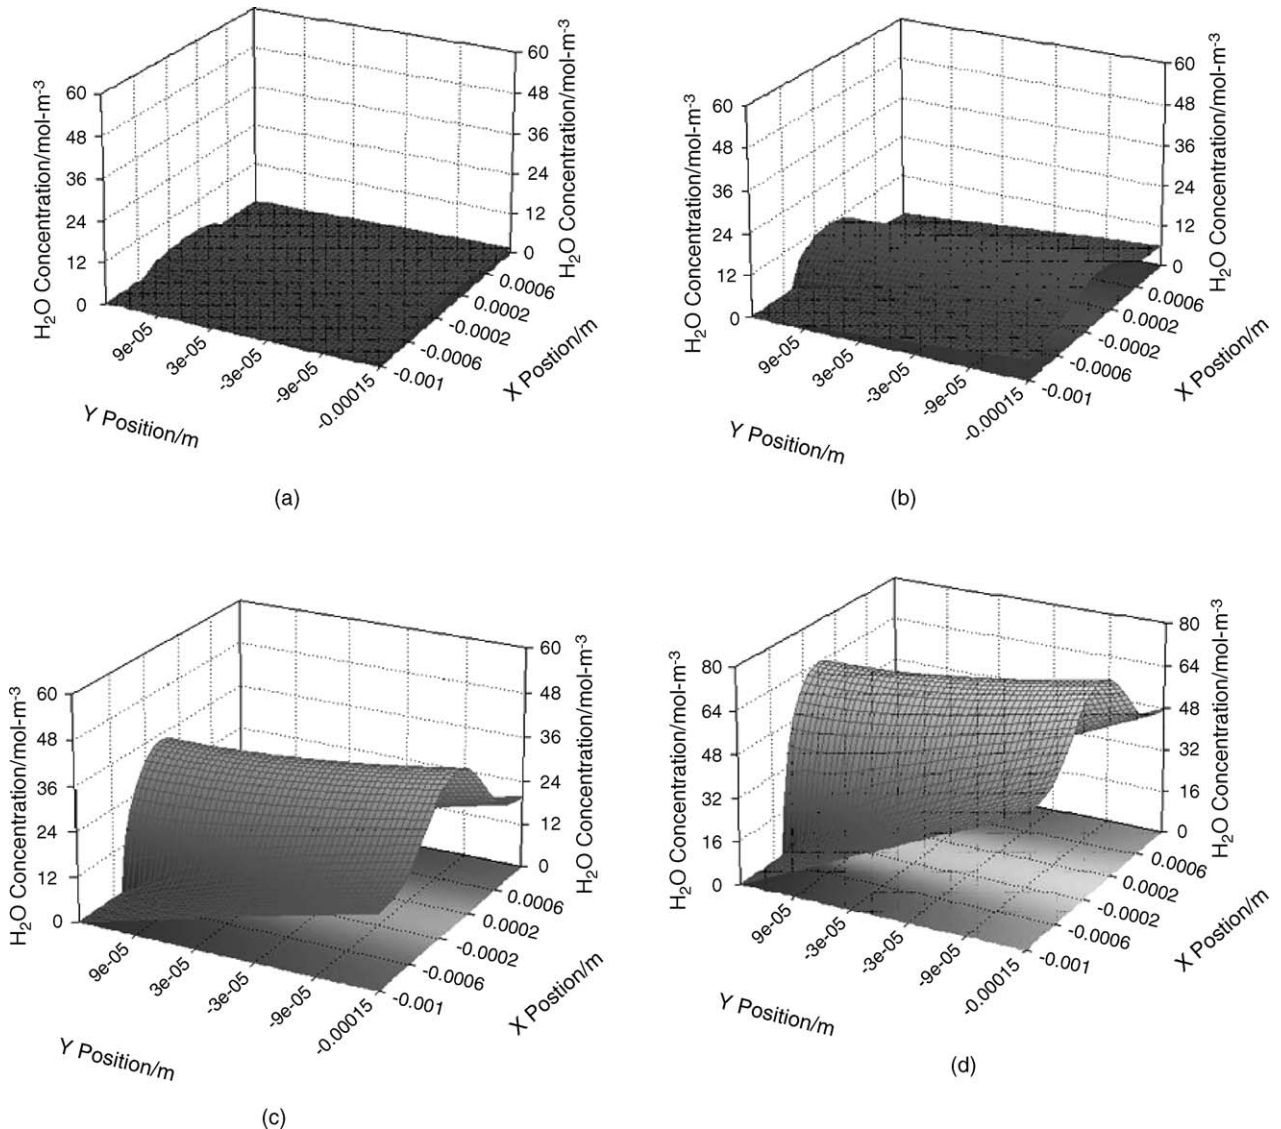 H2O Concentration/mol-m-3
60
48
36
24
12
0
60
48
36
24
12
0
H2O Concentration/mol-m-3
9e-05
3e-05
-3e-05
-9e-05
-0.00015
0.0006
0.0002
-0.0002
-0.0006
-0.001
X Postion/m
Y Position/m
(a)
H2O Concentration/mol-m-3
60
48
36
24
12
0
60
48
36
24
12
0
H2O Concentration/mol-m-3
9e-05
3e-05
-3e-05
-9e-05
-0.00015
0.0006
0.0002
-0.0002
-0.0006
-0.001
X Postion/m
Y Position/m
(b)
H2O Concentration/mol-m-3
60
48
36
24
12
0
60
48
36
24
12
0
H2O Concentration/mol-m-3
9e-05
3e-05
-3e-05
-9e-05
-0.00015
0.0006
0.0002
-0.0002
-0.0006
-0.001
X Postion/m
Y Position/m
(c)
H2O Concentration/mol-m-3
80
64
48
32
16
0
80
64
48
32
16
0
H2O Concentration/mol-m-3
9e-05
-3e-05
-3e-05
-9e-05
-0.00015
0.0006
0.0002
-0.0002
-0.0006
-0.001
X Postion/m
Y Position/m
(d)